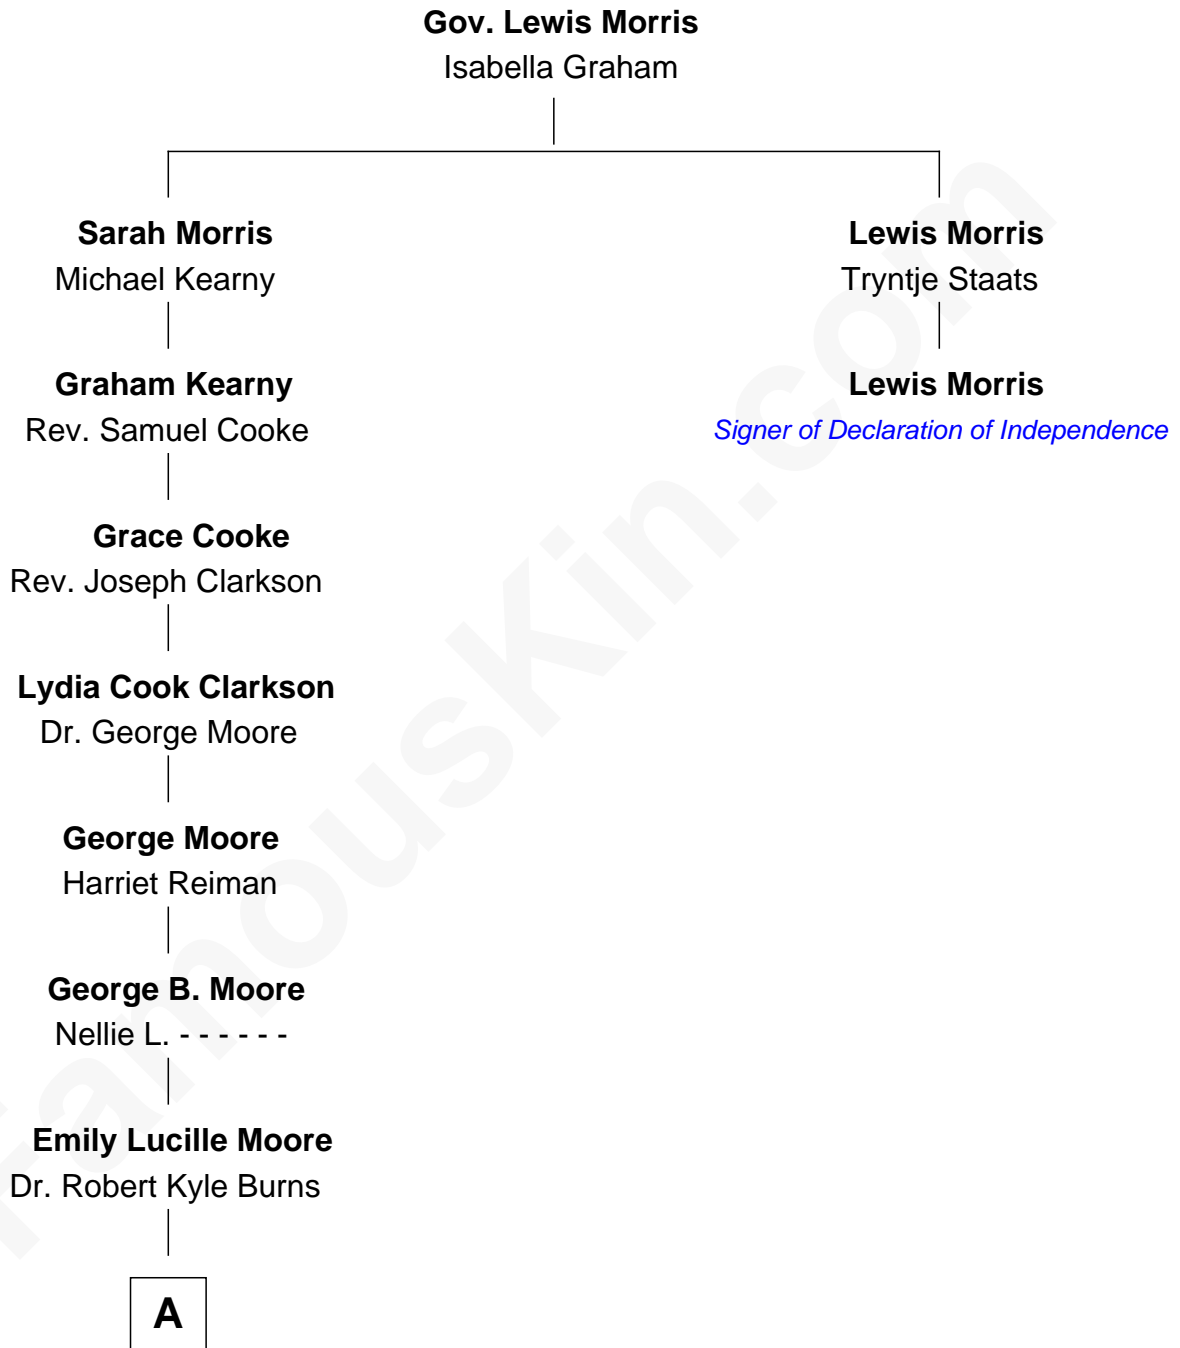 Gov. Lewis Morris
Isabella Graham
Sarah Morris
Michael Kearny
Lewis Morris
Tryntje Staats
Graham Kearny
Rev. Samuel Cooke
Lewis Morris
Signer of Declaration of Independence
Grace Cooke
Rev. Joseph Clarkson
Lydia Cook Clarkson
Dr. George Moore
George Moore
Harriet Reiman
George B. Moore
Nellie L. - - - - - -
Emily Lucille Moore
Dr. Robert Kyle Burns
A
FamousKin.com